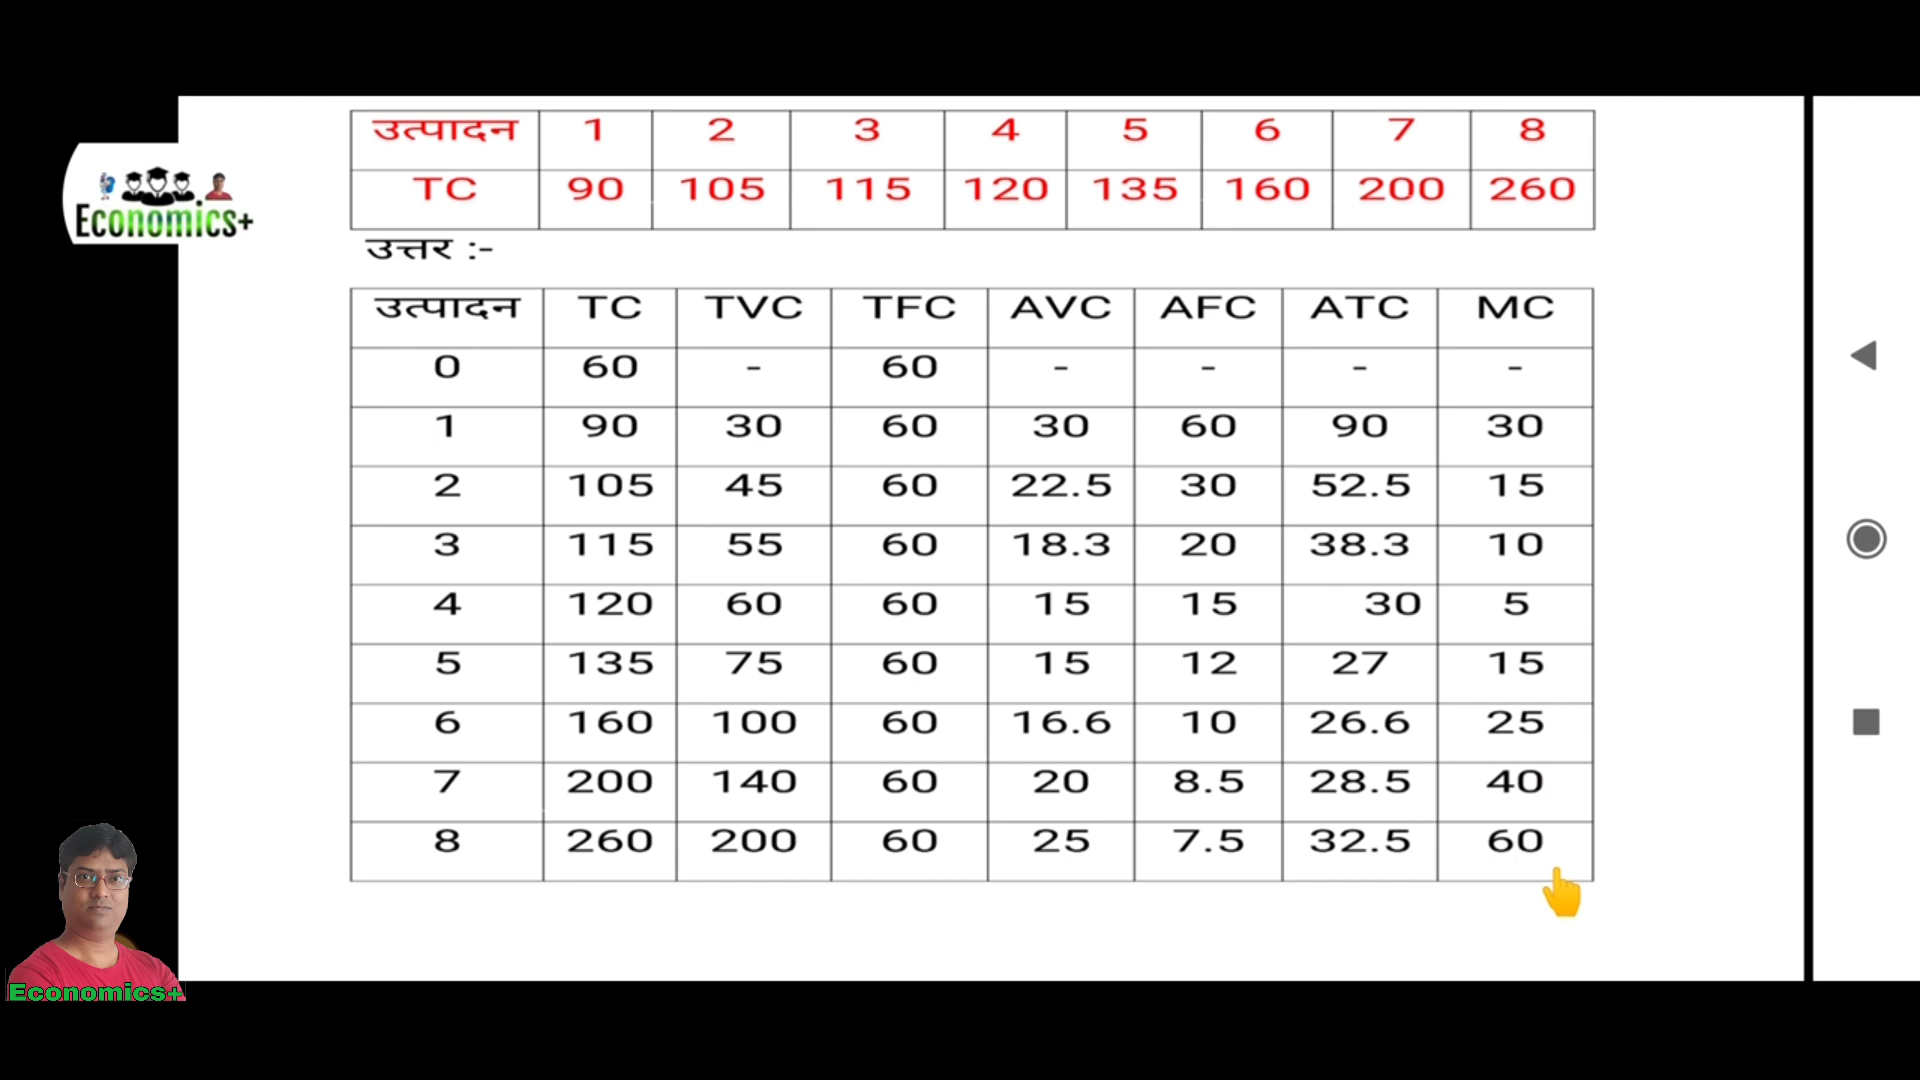 उत्पादन 1 2 3 4 5 6 7 8
TC 90 105 115 120 135 160 200 260
Economics+
उत्तर :-
उत्पादन TC TVC TFC AVC AFC ATC MC
0 60 - 60 - - - -
1 90 30 60 30 60 90 30
2 105 45 60 22.5 30 52.5 15
3 115 55 60 18.3 20 38.3 10
4 120 60 60 15 15 30 5
5 135 75 60 15 12 27 15
6 160 100 60 16.6 10 26.6 25
7 200 140 60 20 8.5 28.5 40
8 260 200 60 25 7.5 32.5 60
Economics+